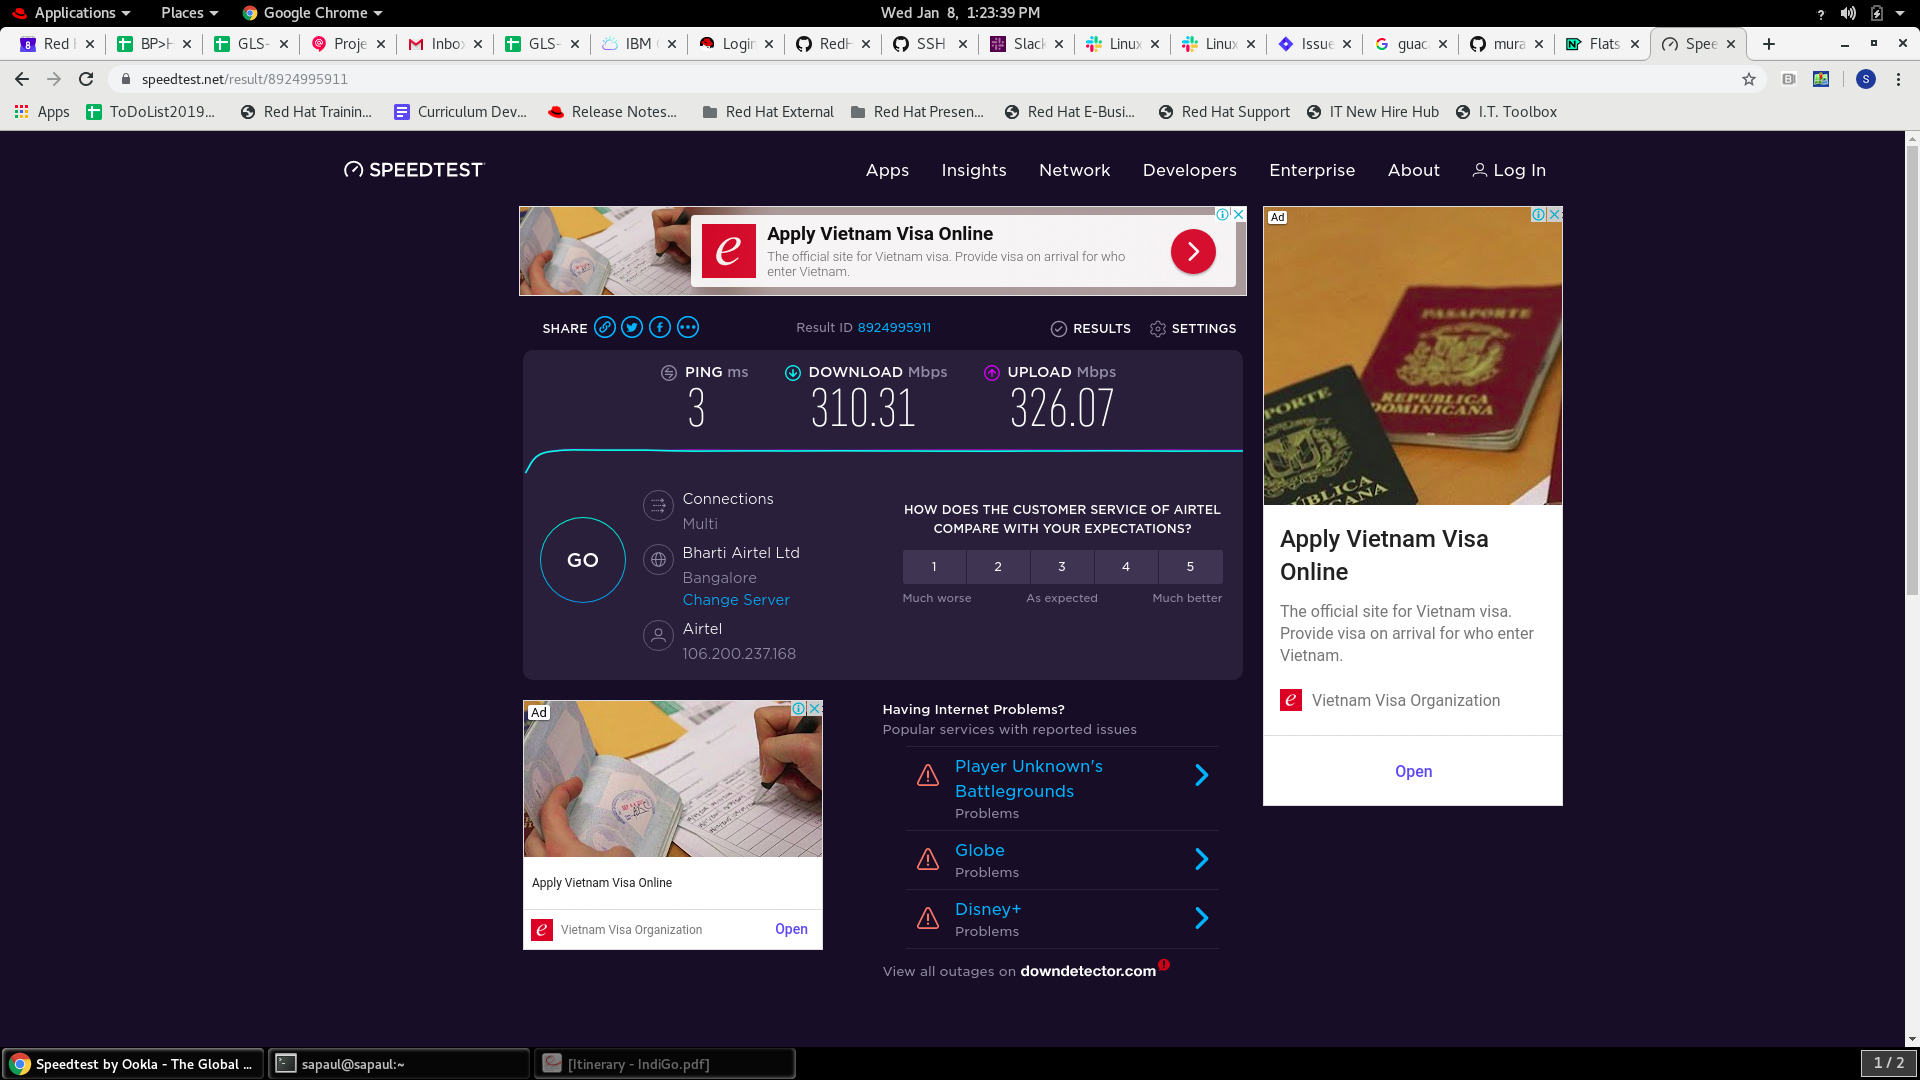 Applications Places Google Chrome Wed Jan 8, 1:23:39 PM ?
Red H BP>H GLS- Proje Inbox GLS- IBM Login RedH SSH Slack Linux Linux Issue guac mura Flats Spee
speedtest.net/result/8924995911 S
Apps ToDoList2019... Red Hat Trainin... Curriculum Dev... Release Notes... Red Hat External Red Hat Presen... Red Hat E-Busi... Red Hat Support IT New Hire Hub I.T. Toolbox
SPEEDTEST Apps Insights Network Developers Enterprise About Log In
Apply Vietnam Visa Online
The official site for Vietnam visa. Provide visa on arrival for who
enter Vietnam.
SHARE Result ID 8924995911 RESULTS SETTINGS
PING ms DOWNLOAD Mbps UPLOAD Mbps
3 310.31 326.07
Connections
Multi
Bharti Airtel Ltd
Bangalore
Change Server
Airtel
106.200.237.168
GO
HOW DOES THE CUSTOMER SERVICE OF AIRTEL
COMPARE WITH YOUR EXPECTATIONS?
1 2 3 4 5
Much worse As expected Much better
Ad
PASAPORTE
REPUBLICA
DOMINICANA
Apply Vietnam Visa
Online
The official site for Vietnam visa.
Provide visa on arrival for who enter
Vietnam.
Vietnam Visa Organization
Open
Ad
Apply Vietnam Visa Online
Vietnam Visa Organization Open
Having Internet Problems?
Popular services with reported issues
Player Unknown's
Battlegrounds
Problems
Globe
Problems
Disney+
Problems
View all outages on downdetector.com
Speedtest by Ookla - The Global ... sapaul@sapaul:~ [Itinerary - IndiGo.pdf] 1 / 2